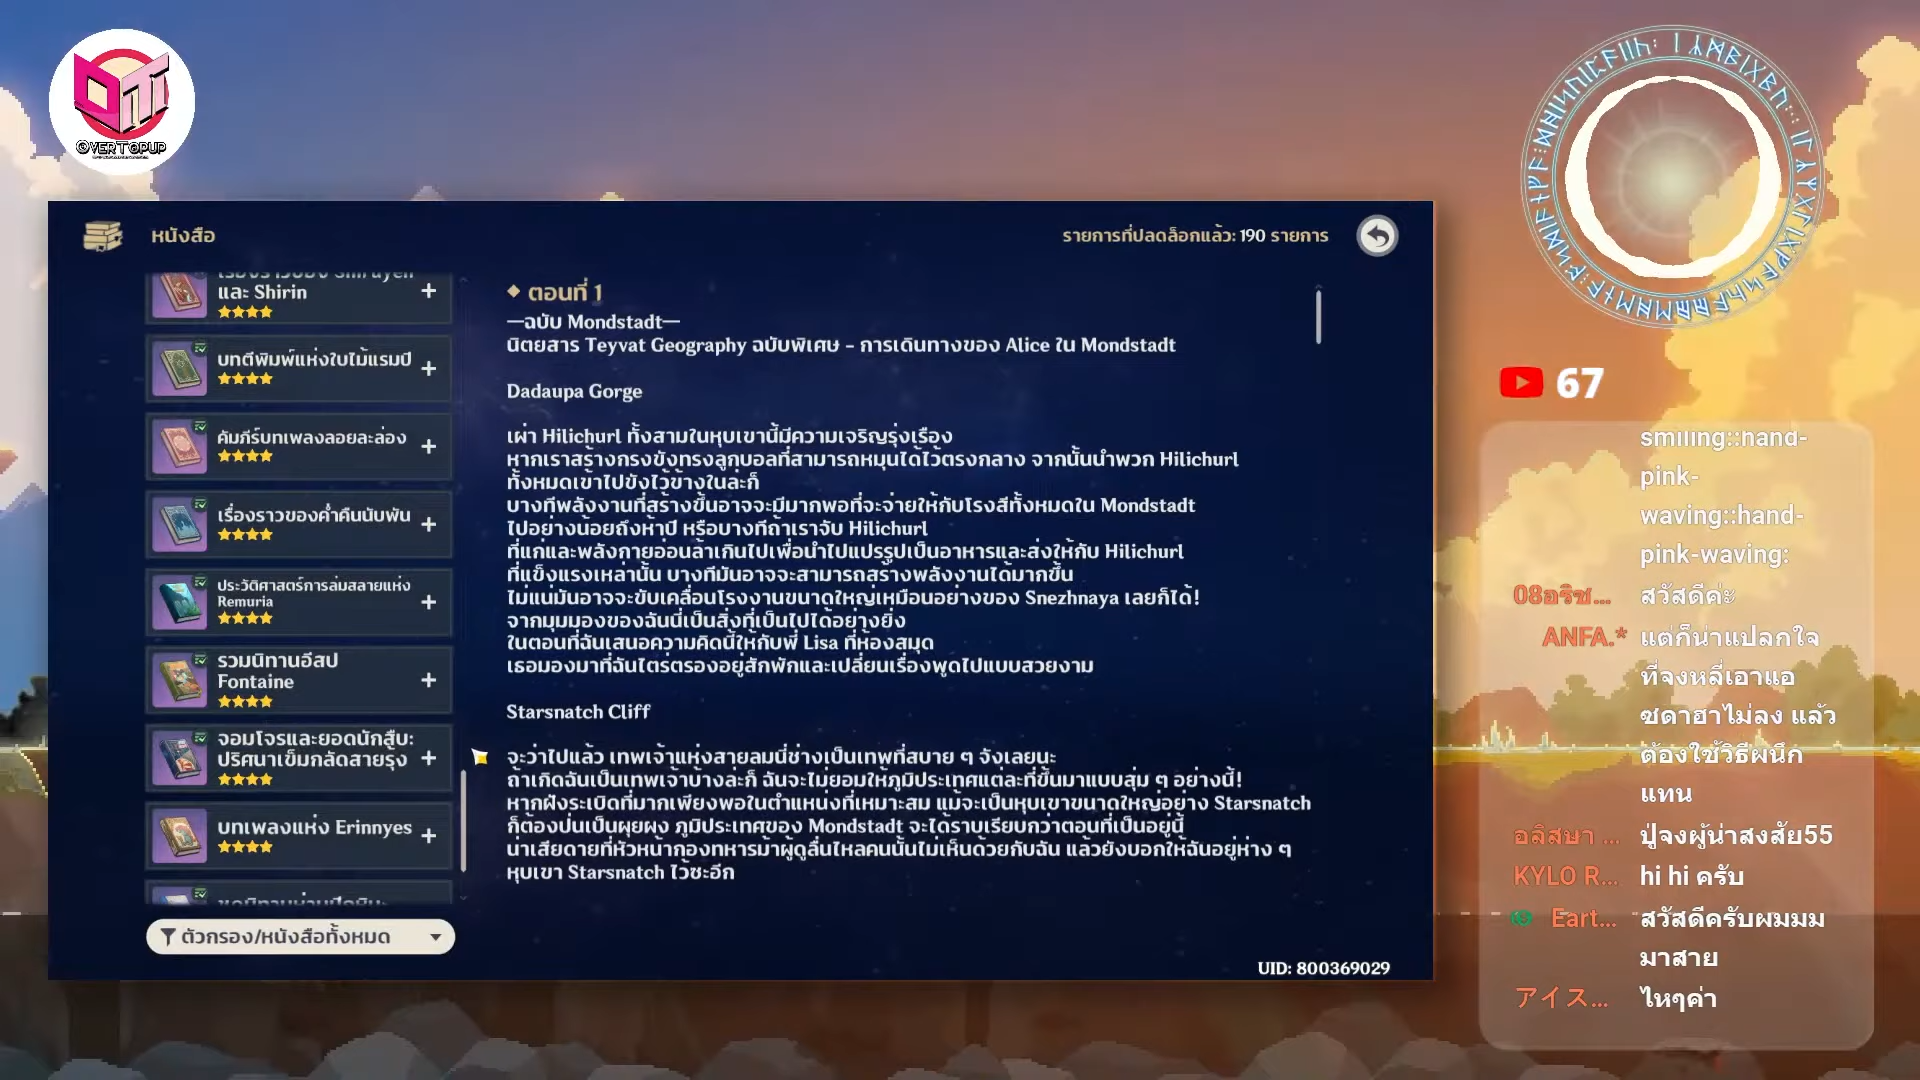 OVERTOPUP
หนังสือ
รายการที่ปลดล็อกแล้ว: 190 รายการ
และ Shirin
บทตีพิมพ์แห่งใบไม้แรมปี
คัมภีร์บทเพลงลอยละล่อง
เรื่องราวของค่ำคืนนับพัน
ประวัติศาสตร์การล่มสลายแห่ง
Remuria
รวมนิทานอีสป
Fontaine
จอมโจรและยอดนักสืบ:
ปริศนาเข็มกลัดสายรุ้ง
บทเพลงแห่ง Erinnyes
ตัวกรอง/หนังสือทั้งหมด
ตอนที่ 1
—ฉบับ Mondstadt—
นิตยสาร Teyvat Geography ฉบับพิเศษ - การเดินทางของ Alice ใน Mondstadt
Dadaupa Gorge
เผ่า Hilichurl ทั้งสามในหุบเขานี้มีความเจริญรุ่งเรือง
หากเราสร้างกรงขังทรงลูกบอลที่สามารถหมุนได้ไว้ตรงกลาง จากนั้นนำพวก Hilichurl
ทั้งหมดเข้าไปขังไว้ข้างในล่ะก็
บางทีพลังงานที่สร้างขึ้นอาจจะมีมากพอที่จะจ่ายให้กับโรงสีทั้งหมดใน Mondstadt
ไปอย่างน้อยถึงห้าปี หรือบางทีถ้าเราจับ Hilichurl
ที่แก่และพลังกายอ่อนล้าเกินไปเพื่อนำไปแปรรูปเป็นอาหารและส่งให้กับ Hilichurl
ที่แข็งแรงเหล่านั้น บางทีมันอาจจะสามารถสร้างพลังงานได้มากขึ้น
ไม่แน่มันอาจจะขับเคลื่อนโรงงานขนาดใหญ่เหมือนอย่างของ Snezhnaya เลยก็ได้!
จากมุมมองของฉันนี่เป็นสิ่งที่เป็นไปได้อย่างยิ่ง
ในตอนที่ฉันเสนอความคิดนี้ให้กับพี่ Lisa ที่ห้องสมุด
เธอมองมาที่ฉันไตร่ตรองอยู่สักพักและเปลี่ยนเรื่องพูดไปแบบสวยงาม
Starsnatch Cliff
จะว่าไปแล้ว เทพเจ้าแห่งสายลมนี่ช่างเป็นเทพที่สบาย ๆ จังเลยนะ
ถ้าเกิดฉันเป็นเทพเจ้าบ้างล่ะก็ ฉันจะไม่ยอมให้ภูมิประเทศแต่ละที่ขึ้นมาแบบสุ่ม ๆ อย่างนี้!
หากฝังระเบิดที่มากเพียงพอในตำแหน่งที่เหมาะสม แม้จะเป็นหุบเขาขนาดใหญ่อย่าง Starsnatch
ก็ต้องป่นเป็นผุยผง ภูมิประเทศของ Mondstadt จะได้ราบเรียบกว่าตอนที่เป็นอยู่นี้
น่าเสียดายที่หัวหน้ากองทหารม้าผู้ดูลื่นไหลคนนั้นไม่เห็นด้วยกับฉัน แล้วยังบอกให้ฉันอยู่ห่าง ๆ
หุบเขา Starsnatch ไว้ซะอีก
UID: 800369029
67
smiling::hand-
pink-
waving::hand-
pink-waving:
08อริช... สวัสดีค่ะ
ANFA.* แต่ก็น่าแปลกใจ
ที่จงหลี่เอาแอ
ซดาฮาไม่ลง แล้ว
ต้องใช้วิธีผนึก
แทน
อลิสษา ... ปู่จงผู้น่าสงสัย55
KYLO R... hi hi ครับ
Eart... สวัสดีครับผมมม
มาสาย
アイス... ไหๆค่า